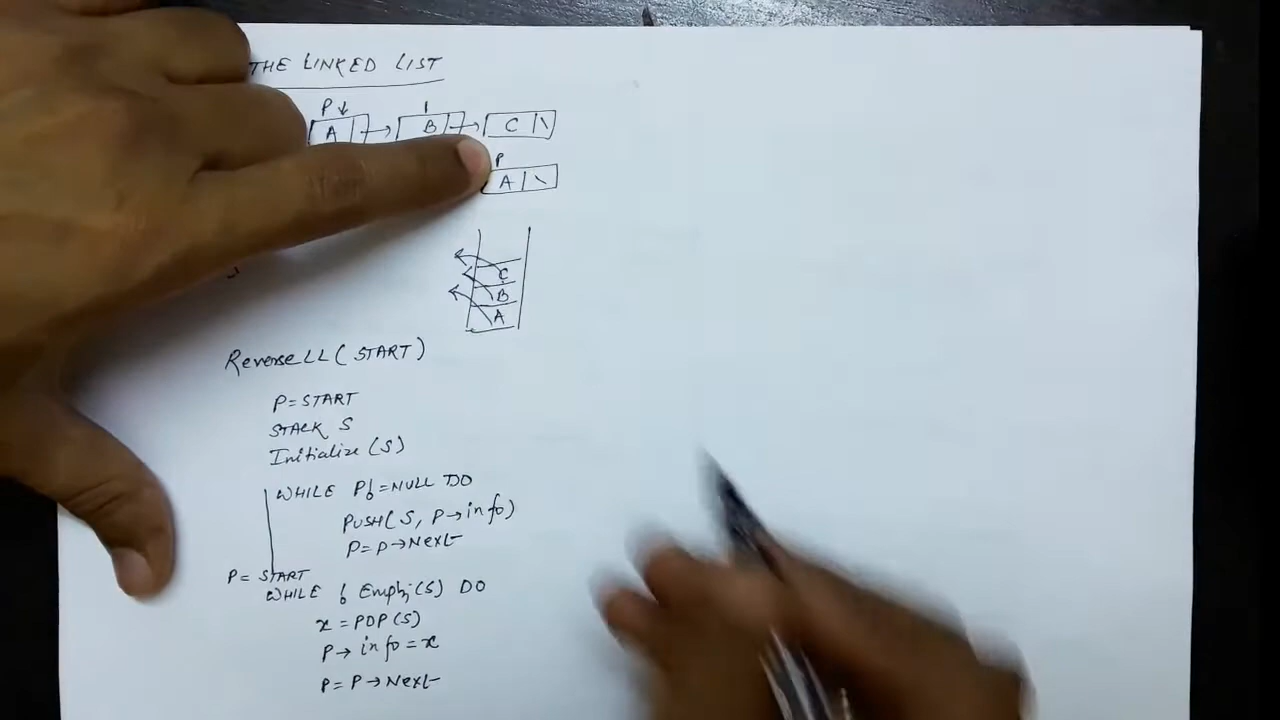 THE LINKED LIST
P
A B C
P
A
C
B
A
ReverseLL(START)
P=START
STACK S
Initialize(S)
WHILE P!=NULL DO
PUSH(S, P→info)
P=P→Next
P= START
WHILE ! Empty(S) DO
x=POP(S)
P→info=x
P=P→Next